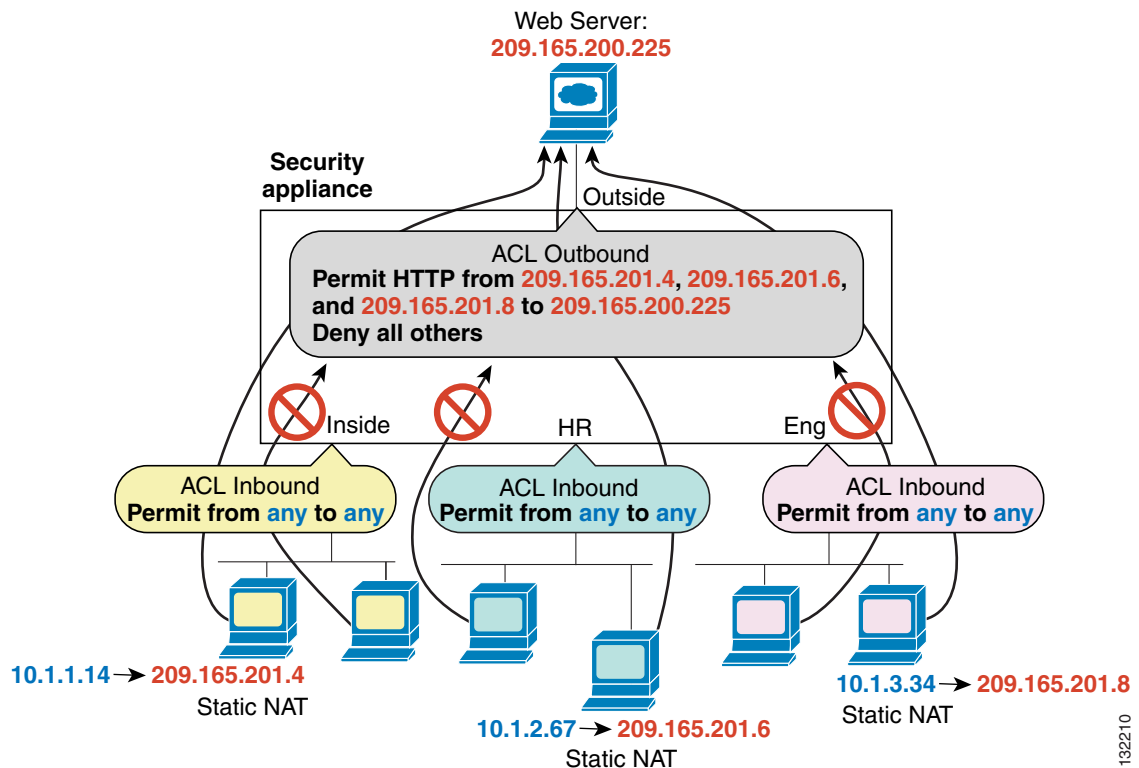 Web Server:
209.165.200.225
Security
appliance
Outside
ACL Outbound
Permit HTTP from 209.165.201.4, 209.165.201.6,
and 209.165.201.8 to 209.165.200.225
Deny all others
Inside
HR
Eng
ACL Inbound
Permit from any to any
ACL Inbound
Permit from any to any
ACL Inbound
Permit from any to any
10.1.1.14
209.165.201.4
Static NAT
10.1.2.67
209.165.201.6
Static NAT
10.1.3.34
209.165.201.8
Static NAT
132210